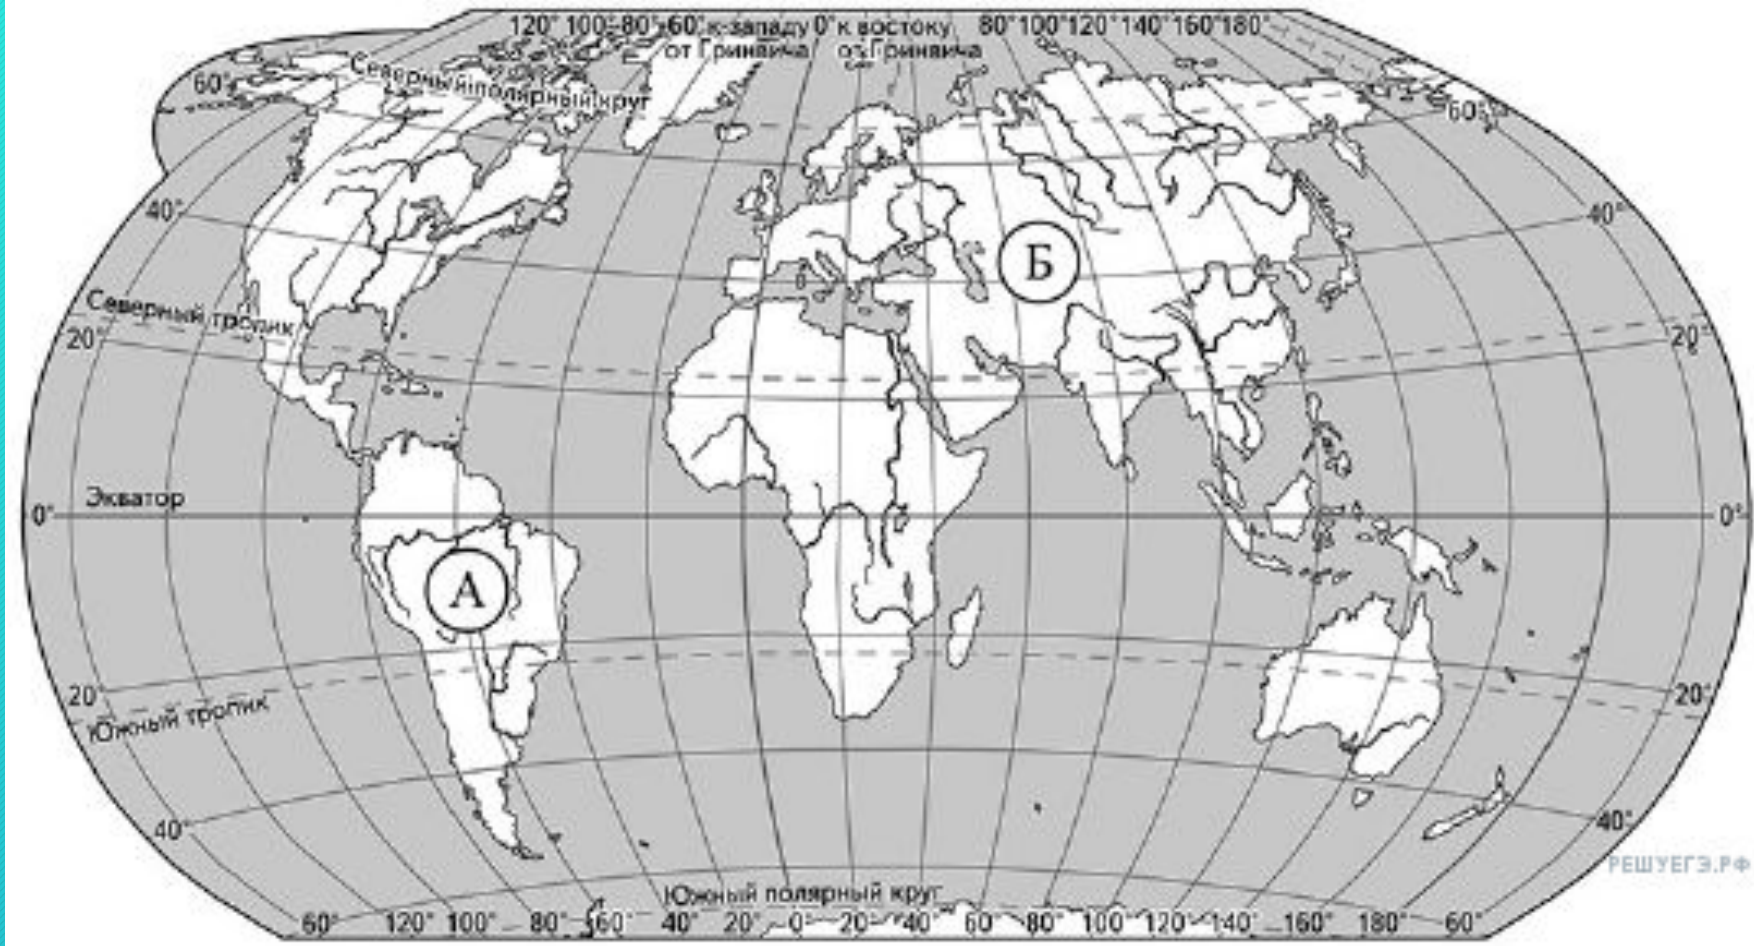 120° 100° 80° 60° к западу 0° к востоку 80° 100° 120° 140° 160° 180°
от Гринвича от Гринвича
60° Северный полярный круг 60°
40° 40°
Б
Северный тропик
20° 20°
Экватор
0° 0°
А
20° 20°
Южный тропик
40° 40°
РЕШУЕГЭ.РФ
Южный полярный круг
60° 120° 100° 80° 60° 40° 20° 0° 20° 40° 60° 80° 100° 120° 140° 160° 180° 60°